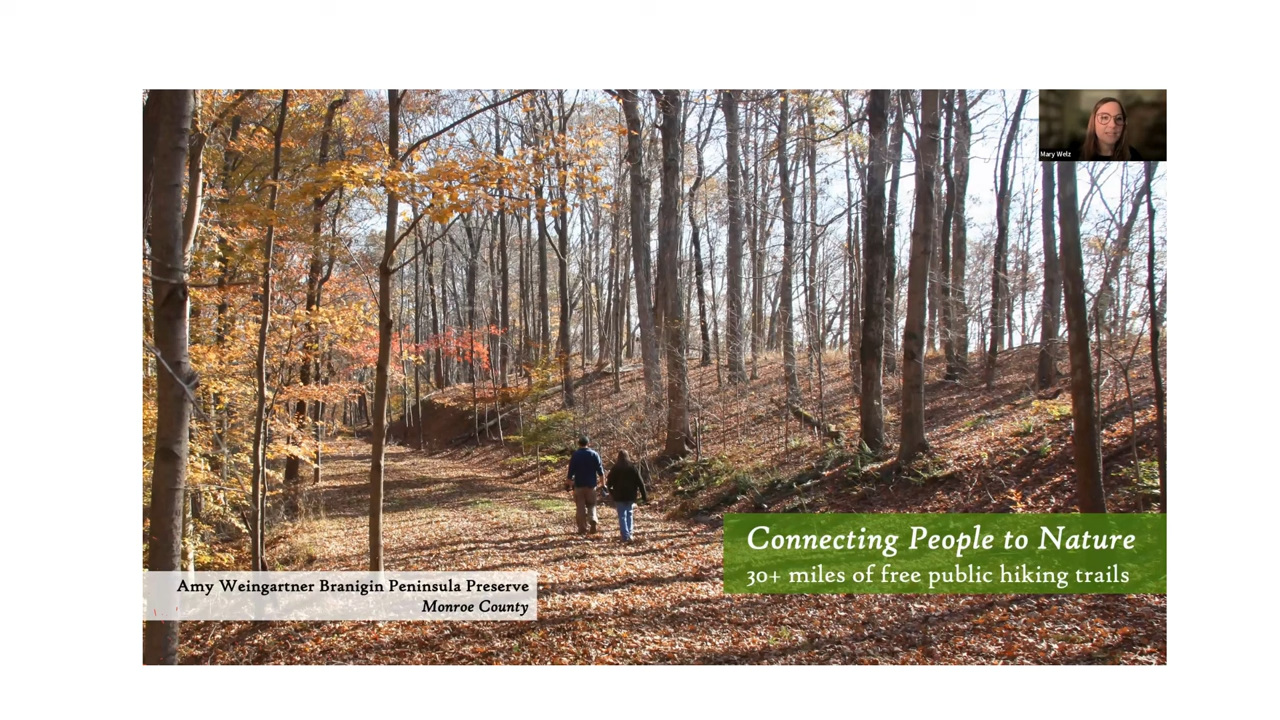 Mary Welz
Connecting People to Nature
30+ miles of free public hiking trails
Amy Weingartner Branigin Peninsula Preserve
Monroe County